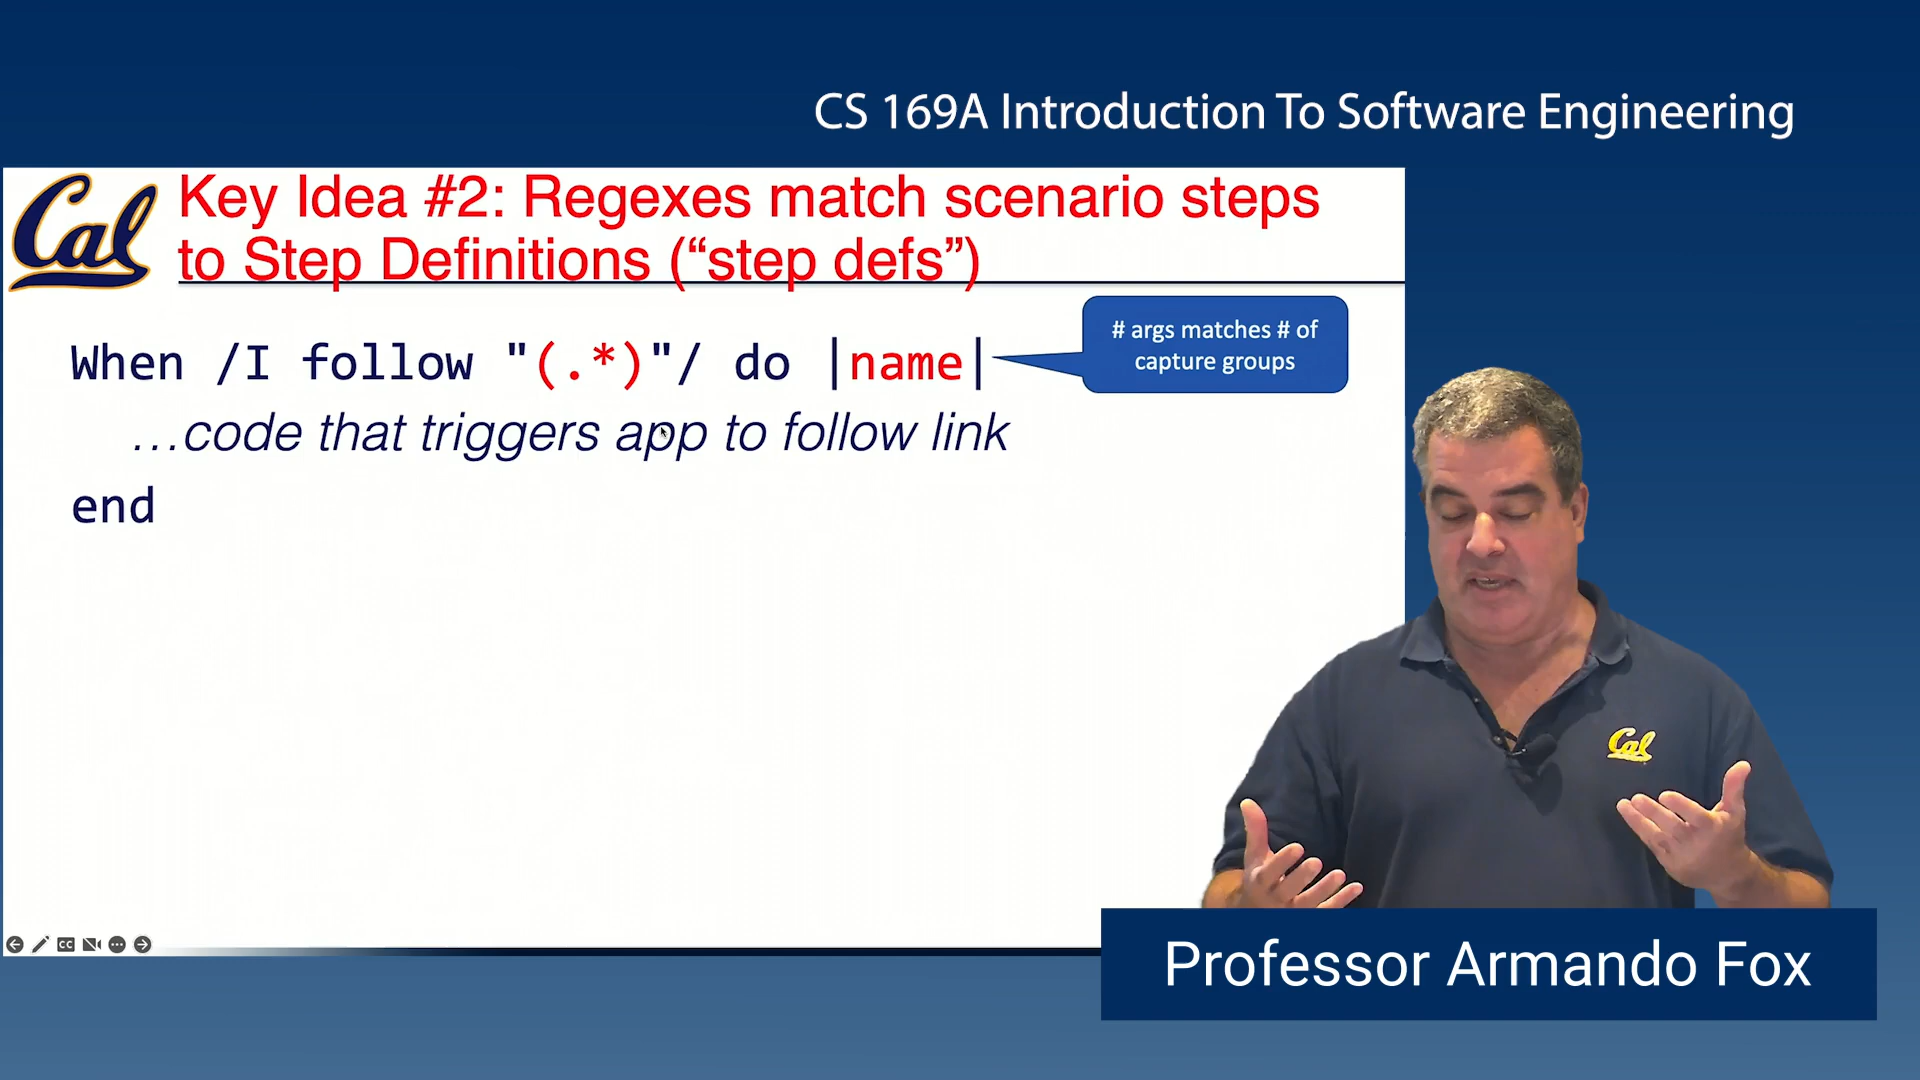 CS 169A Introduction To Software Engineering
Cal
Key Idea #2: Regexes match scenario steps
to Step Definitions (“step defs”)
# args matches # of
capture groups
When /I follow "(.*)"/ do |name|
…code that triggers app to follow link
end
Cal
CC
Professor Armando Fox